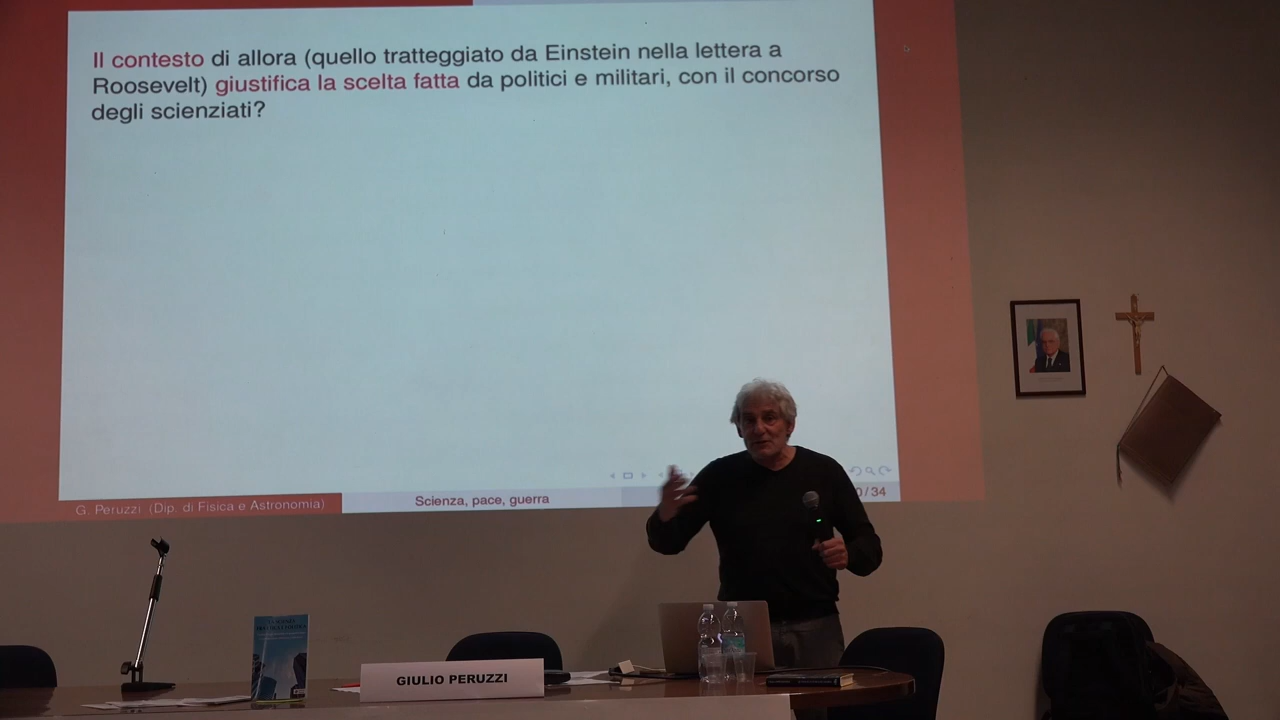 Il contesto di allora (quello tratteggiato da Einstein nella lettera a
Roosevelt) giustifica la scelta fatta da politici e militari, con il concorso
degli scienziati?
G. Peruzzi (Dip. di Fisica e Astronomia)
Scienza, pace, guerra
/ 34
GIULIO PERUZZI